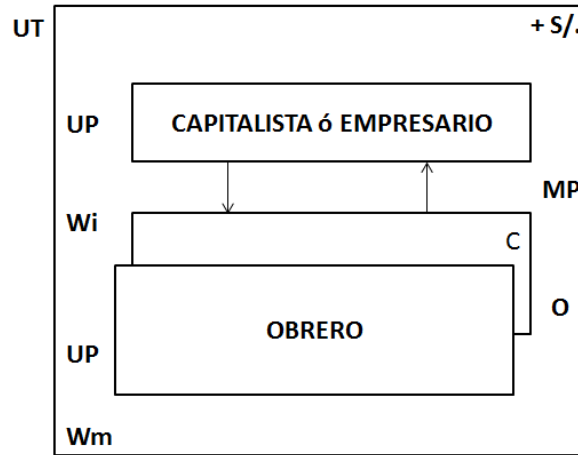 UT
+ S/.
UP
CAPITALISTA ó EMPRESARIO
MP
Wi
C
O
OBRERO
UP
Wm